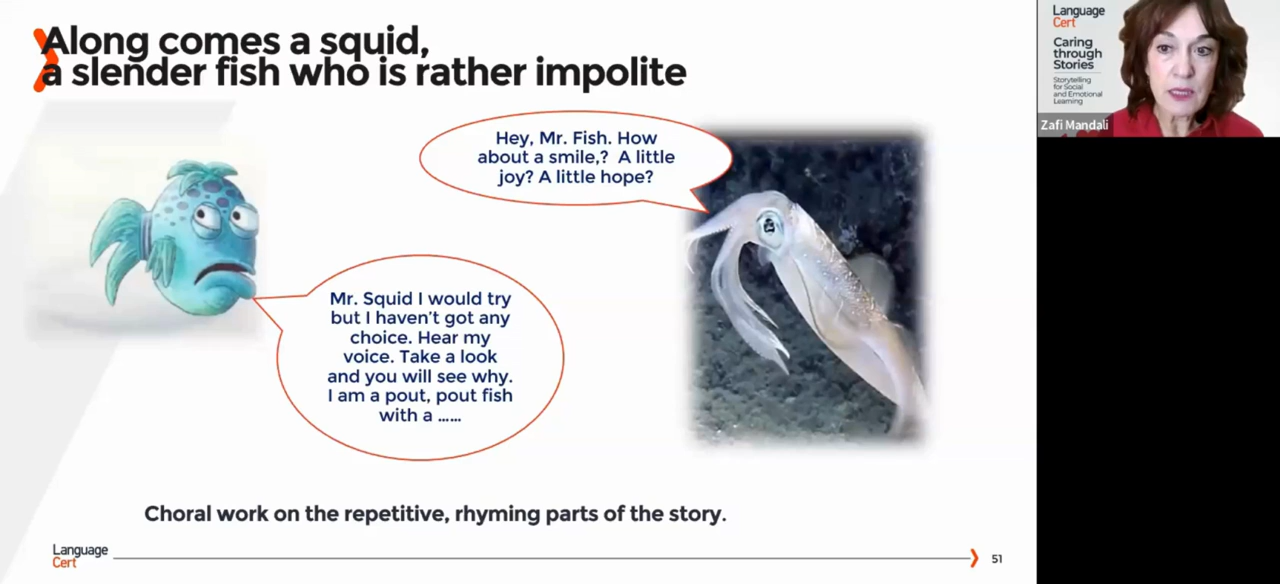 Along comes a squid,
a slender fish who is rather impolite
Hey, Mr. Fish. How
about a smile,? A little
joy? A little hope?
Mr. Squid I would try
but I haven't got any
choice. Hear my
voice. Take a look
and you will see why.
I am a pout, pout fish
with a ......
Choral work on the repetitive, rhyming parts of the story.
Language
Cert
51
Language
Cert
Caring
through
Stories
Storytelling
for Social
and Emotional
Learning
Zafi Mandali